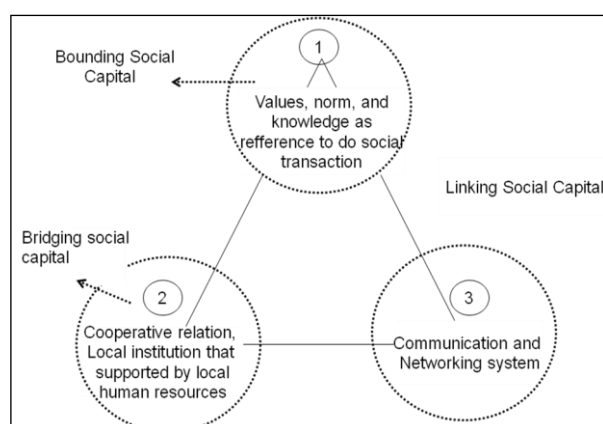 Bounding Social
Capital
1
Values, norm, and
knowledge as
refference to do social
transaction
Linking Social Capital
Bridging social
capital
2
Cooperative relation,
Local institution that
supported by local
human resources
3
Communication and
Networking system